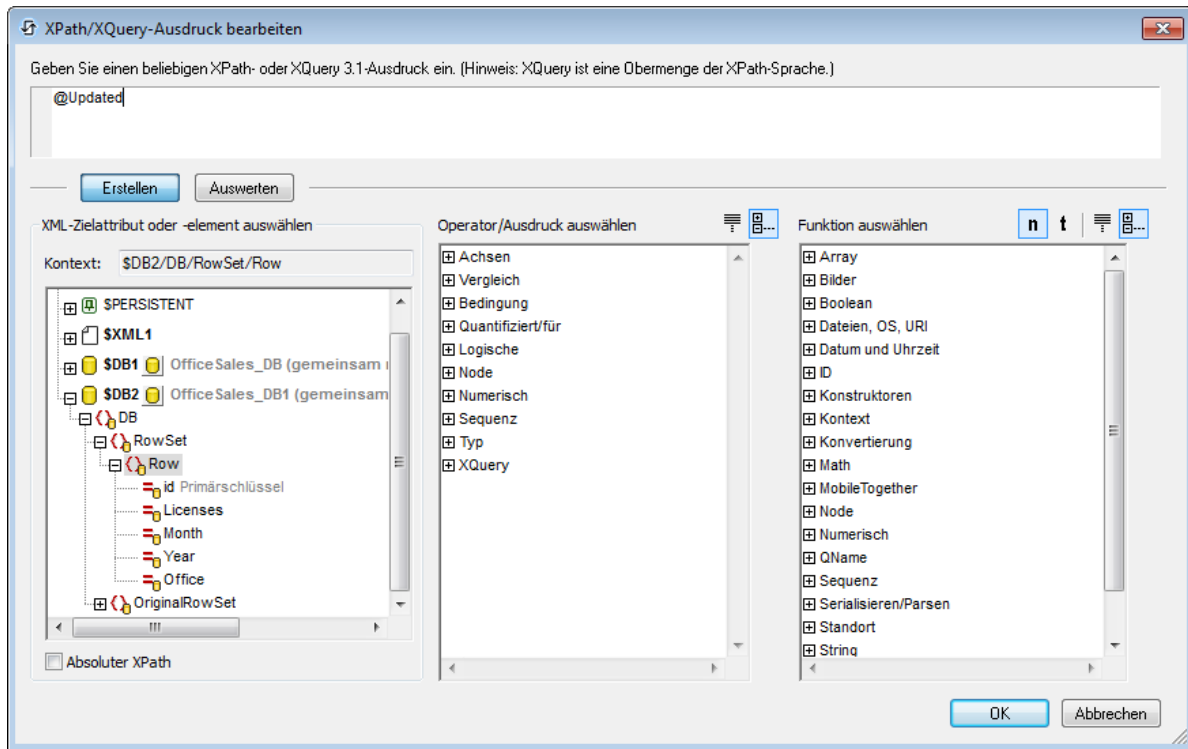 XPath/XQuery-Ausdruck bearbeiten
Geben Sie einen beliebigen XPath- oder XQuery 3.1-Ausdruck ein. (Hinweis: XQuery ist eine Obermenge der XPath-Sprache.)
@Updated
Erstellen
Auswerten
XML-Zielattribut oder -element auswählen
Kontext: $DB2/DB/RowSet/Row
$PERSISTENT
$XML1
$DB1 OfficeSales_DB (gemeinsam
$DB2 OfficeSales_DB1 (gemeinsam
DB
RowSet
Row
id Primärschlüssel
Licenses
Month
Year
Office
OriginalRowSet
Absoluter XPath
Operator/Ausdruck auswählen
Achsen
Vergleich
Bedingung
Quantifiziert/für
Logische
Node
Numerisch
Sequenz
Typ
XQuery
Funktion auswählen
n t
Array
Bilder
Boolean
Dateien, OS, URI
Datum und Uhrzeit
ID
Konstruktoren
Kontext
Konvertierung
Math
MobileTogether
Node
Numerisch
QName
Sequenz
Serialisieren/Parsen
Standort
String
OK
Abbrechen